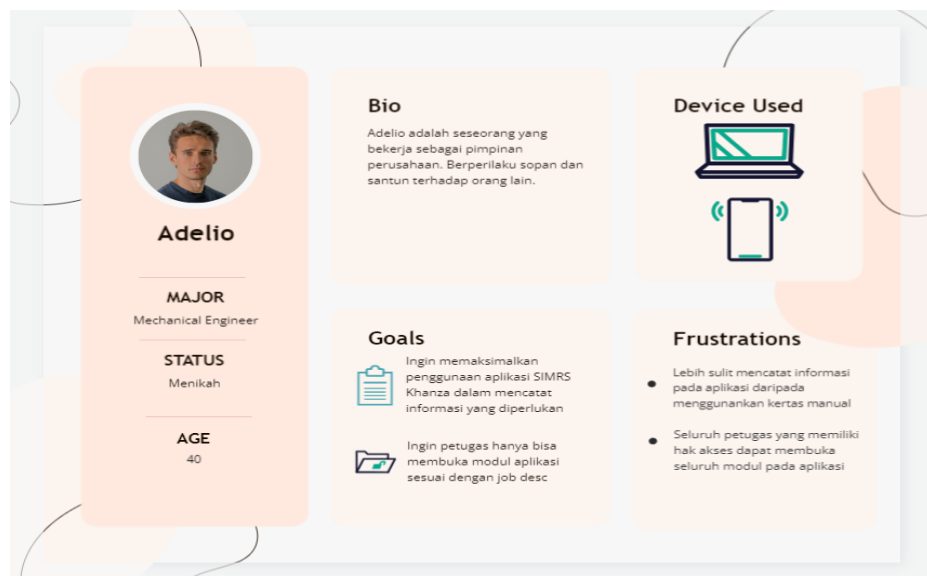 Adelio
MAJOR
Mechanical Engineer
STATUS
Menikah
AGE
40
Bio
Adelio adalah seseorang yang
bekerja sebagai pimpinan
perusahaan. Berperilaku sopan dan
santun terhadap orang lain.
Device Used
Goals
Ingin memaksimalkan
penggunaan aplikasi SIMRS
Khanza dalam mencatat
informasi yang diperlukan
Ingin petugas hanya bisa
membuka modul aplikasi
sesuai dengan job desc
Frustrations
Lebih sulit mencatat informasi
pada aplikasi daripada
menggunankan kertas manual
Seluruh petugas yang memiliki
hak akses dapat membuka
seluruh modul pada aplikasi